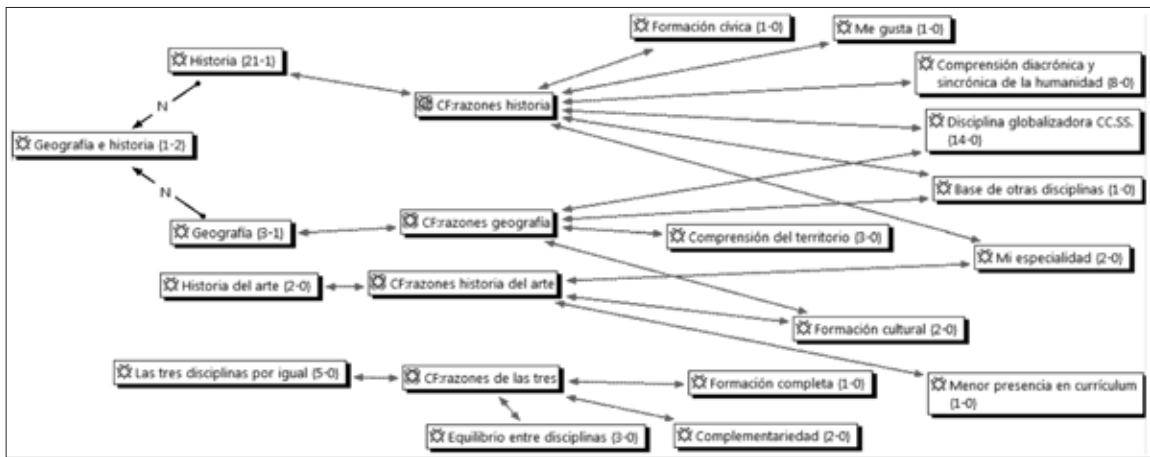 Formación cívica {1-0}
Me gusta {1-0}
Historia {21-1}
Comprensión diacrónica y
sincrónica de la humanidad {8-0}
CF:razones historia
N
Disciplina globalizadora CC.SS.
{14-0}
Geografía e historia {1-2}
N
Base de otras disciplinas {1-0}
CF:razones geografía
Geografía {3-1}
Comprensión del territorio {3-0}
Mi especialidad {2-0}
Historia del arte {2-0}
CF:razones historia del arte
Formación cultural {2-0}
Las tres disciplinas por igual {5-0}
CF:razones de las tres
Formación completa {1-0}
Menor presencia en currículum
{1-0}
Equilibrio entre disciplinas {3-0}
Complementariedad {2-0}